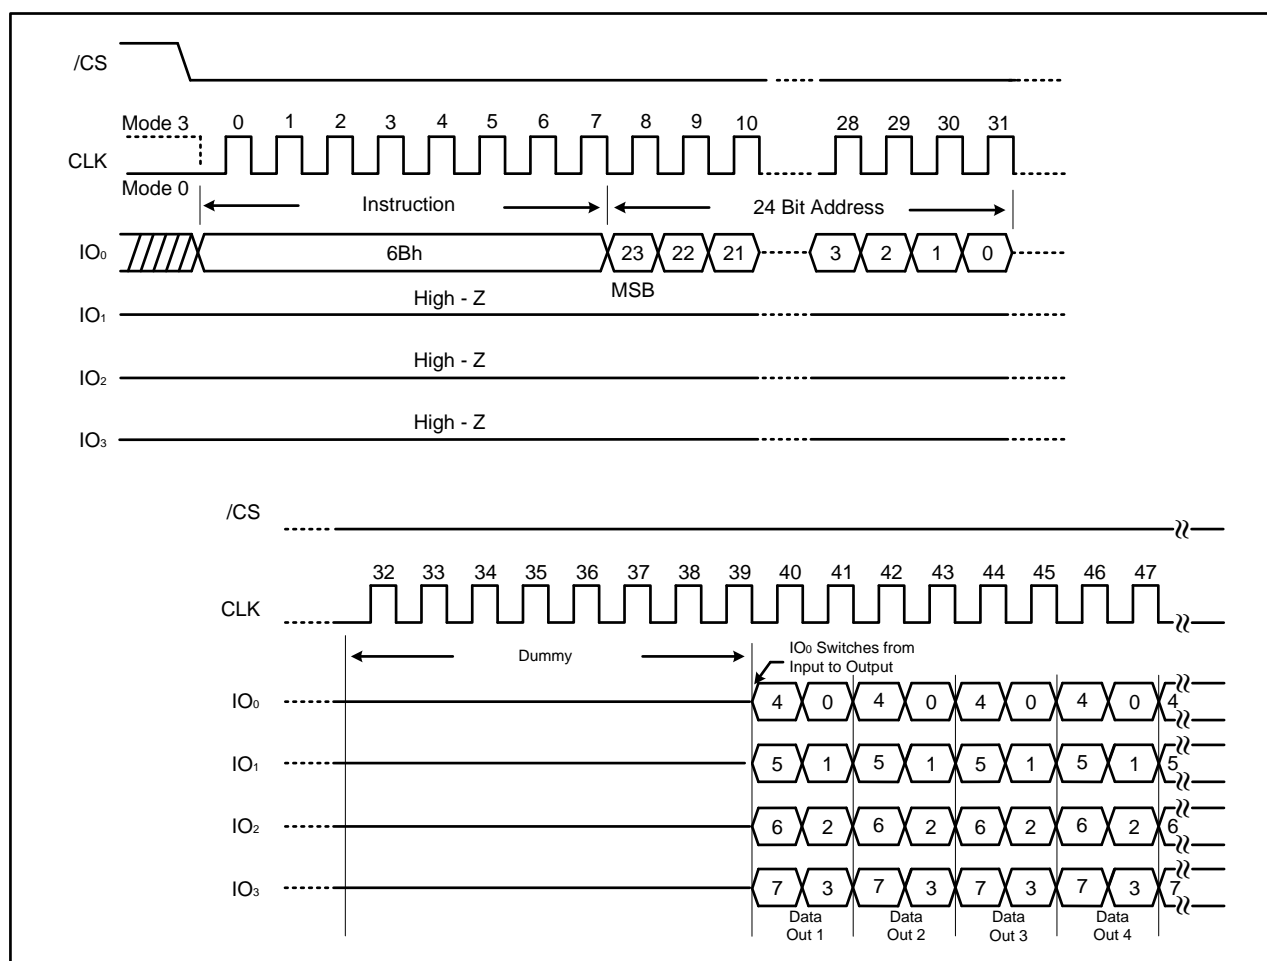 /CS
Mode 3 0 1 2 3 4 5 6 7 8 9 10 28 29 30 31
CLK
Mode 0
Instruction 24 Bit Address
IO0 6Bh 23 22 21 3 2 1 0
MSB
High - Z
IO1
High - Z
IO2
High - Z
IO3
/CS
32 33 34 35 36 37 38 39 40 41 42 43 44 45 46 47
CLK
Dummy
IO0 Switches from
Input to Output
IO0 4 0 4 0 4 0 4 0 4
IO1 5 1 5 1 5 1 5 1 5
IO2 6 2 6 2 6 2 6 2 6
IO3 7 3 7 3 7 3 7 3 7
Data Data Data Data
Out 1 Out 2 Out 3 Out 4